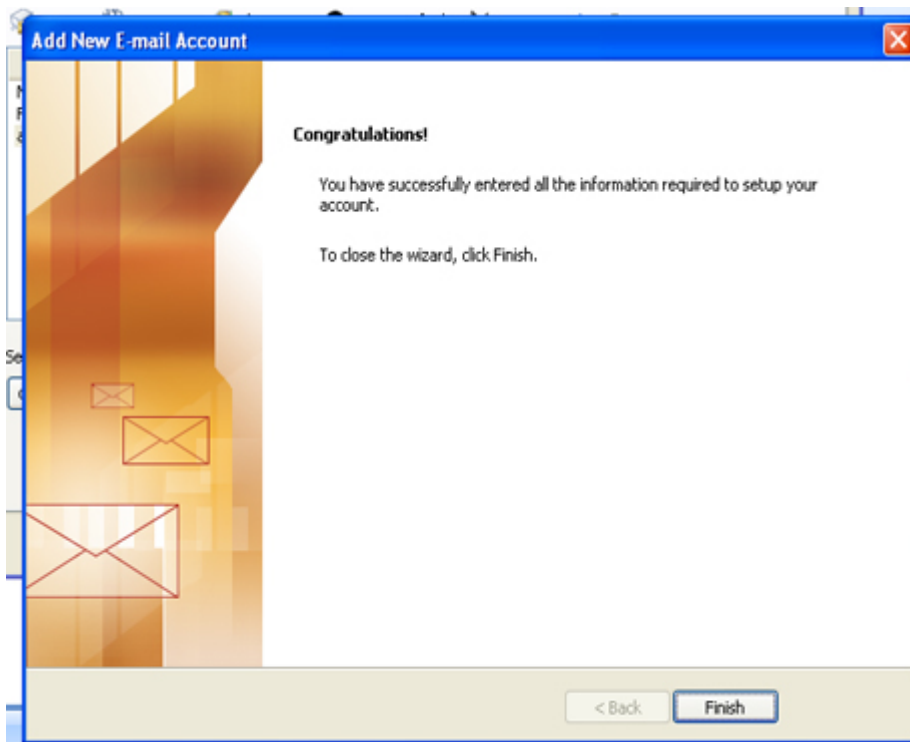 Add New E-mail Account
Congratulations!
You have successfully entered all the information required to setup your
account.
To close the wizard, click Finish.
< Back
Finish